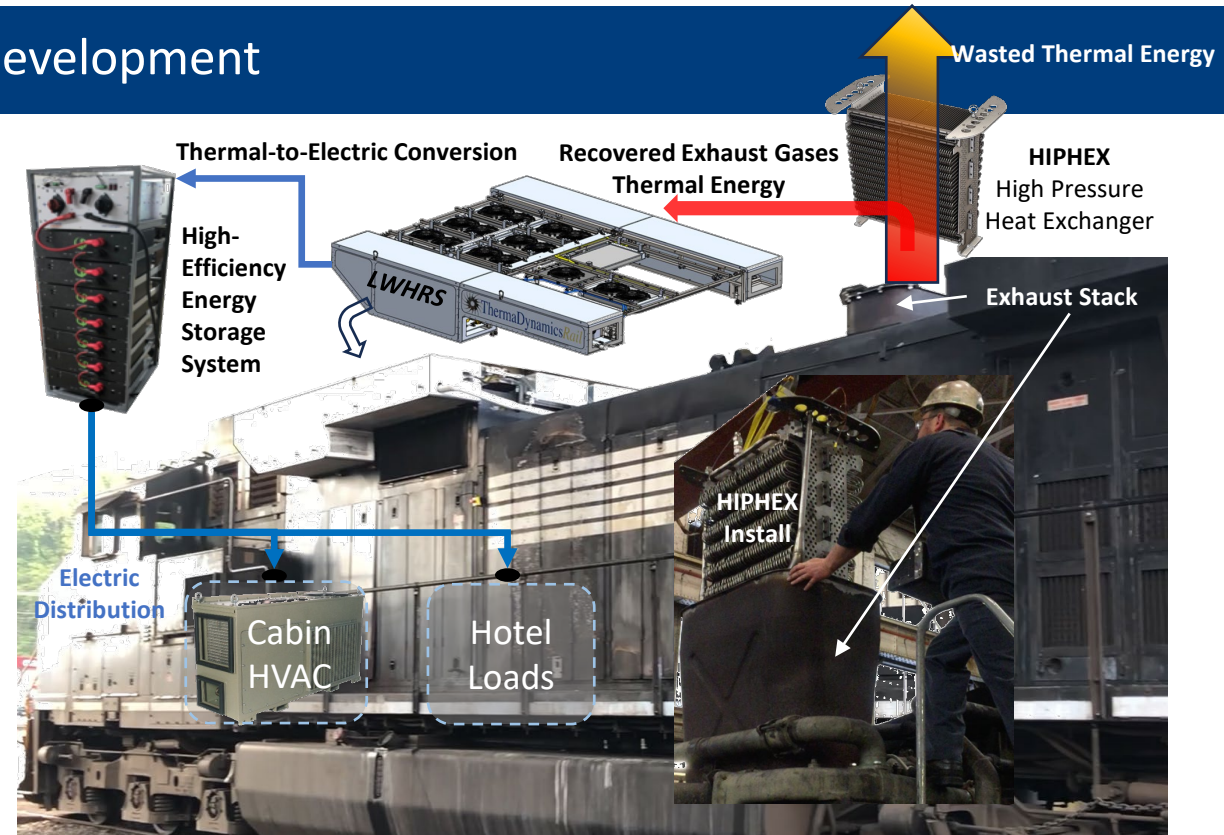 evelopment
Wasted Thermal Energy
Thermal-to-Electric Conversion
Recovered Exhaust Gases
Thermal Energy
HIPHEX
High Pressure
Heat Exchanger
High-
Efficiency
Energy
Storage
System
LWHRS
ThermaDynamicsRail
Exhaust Stack
HIPHEX
Install
Electric
Distribution
Cabin
HVAC
Hotel
Loads